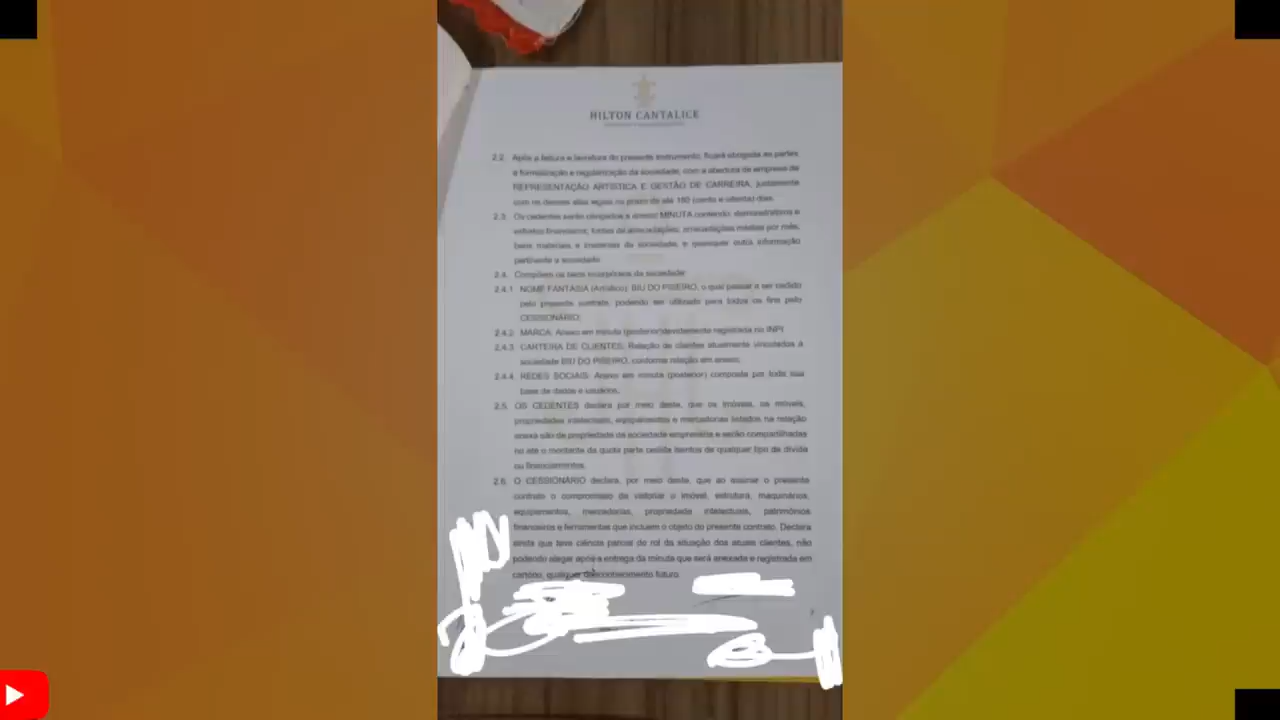 HILTON CANTALICE
2.2. Após a feitura e lavratura do presente instrumento, ficará obrigada as partes
a formalização e regularização da sociedade, com a abertura de empresa de
REPRESENTAÇÃO ARTÍSTICA E GESTÃO DE CARREIRA, juntamente
com os demais atos legais no prazo de até 180 (cento e oitenta) dias.
2.3. Os cedentes serão obrigados a anexar MINUTA contendo: demonstrativos e
extratos financeiros; formas de arrecadações; arrecadações médias por mês;
bens materiais e imateriais da sociedade, e quaisquer outra informação
pertinente a sociedade.
2.4. Compõem os bens incorpóreos da sociedade:
2.4.1. NOME FANTASIA (Artístico): BIU DO PISEIRO, o qual passar a ser cedido
pelo presente contrato, podendo ser utilizado para todos os fins pelo
CESSIONÁRIO;
2.4.2. MARCA: Anexo em minuta (posterior)devidamente registrada no INPI
2.4.3. CARTEIRA DE CLIENTES: Relação de clientes atualmente vinculados à
sociedade BIU DO PISEIRO, conforme relação em anexo;
2.4.4. REDES SOCIAIS: Anexo em minuta (posterior) composta por toda sua
base de dados e usuários.
2.5. OS CEDENTES declara por meio deste, que os imóveis, os móveis,
propriedades intelectuais, equipamentos e mercadorias listados na relação
anexa são de propriedade da sociedade empresária e serão compartilhadas
no ato o montante da quota parte cedida isentos de qualquer tipo de dívida
ou financiamentos.
2.6. O CESSIONÁRIO declara, por meio deste, que ao assinar o presente
contrato o compromisso de vistoriar o imóvel, estrutura, maquinários,
equipamentos, mercadorias, propriedade intelectuais, patrimônios
financeiros e ferramentas que incluem o objeto do presente contrato. Declara
ainda que teve ciência parcial do rol da situação dos atuais clientes, não
podendo alegar após a entrega da minuta que será anexada e registrada em
cartório, qualquer desconhecimento futuro.